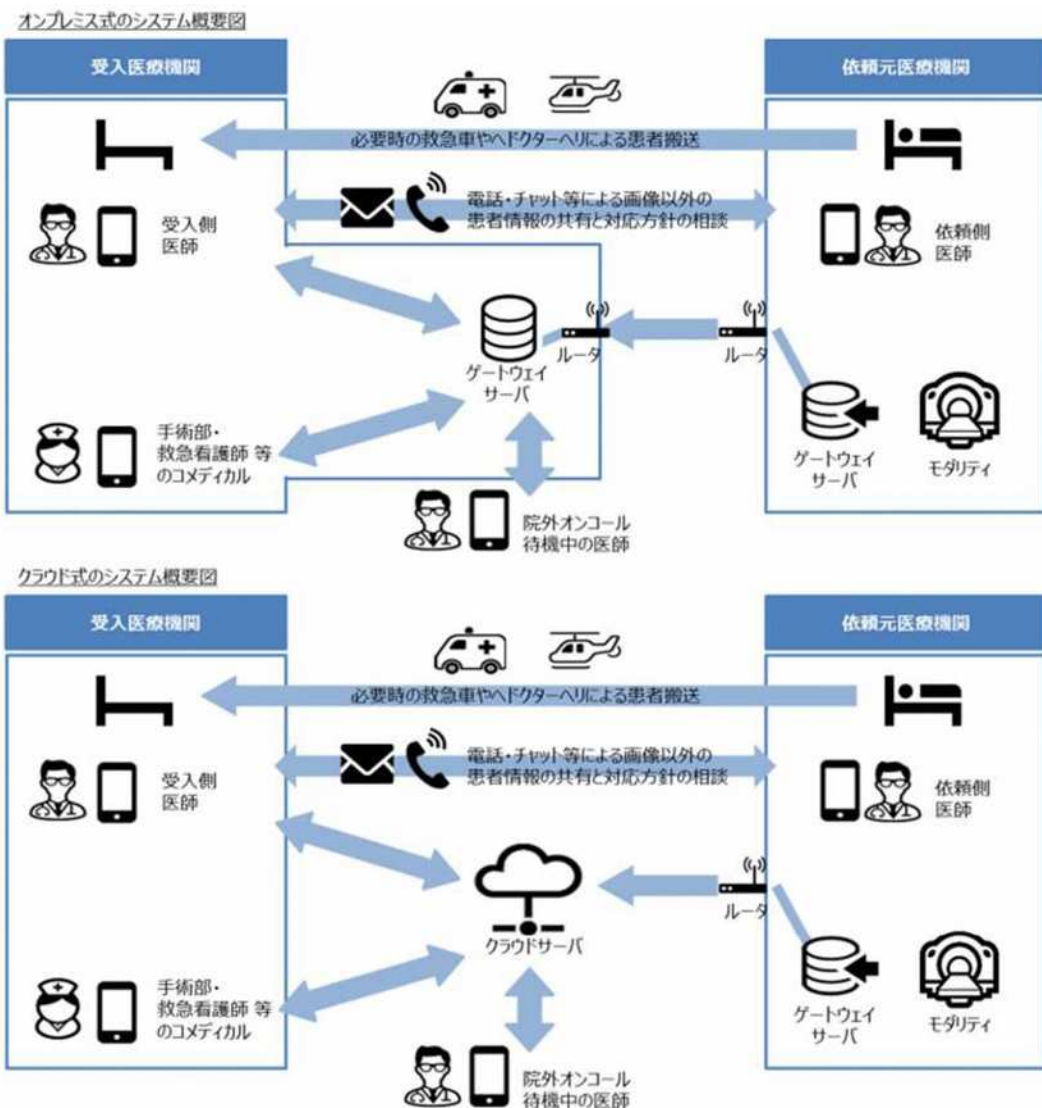 オンプレミス式のシステム概要図
受入医療機関
依頼元医療機関
必要時の救急車やヘドクターヘリによる患者搬送
電話・チャット等による画像以外の
患者情報の共有と対応方針の相談
受入側
医師
依頼側
医師
ルータ
ルータ
ゲートウェイ
サーバ
手術部・
救急看護師 等
のコメディカル
ゲートウェイ
サーバ
モダリティ
院外オンコール
待機中の医師
クラウド式のシステム概要図
受入医療機関
依頼元医療機関
必要時の救急車やヘドクターヘリによる患者搬送
電話・チャット等による画像以外の
患者情報の共有と対応方針の相談
受入側
医師
依頼側
医師
ルータ
クラウドサーバ
手術部・
救急看護師 等
のコメディカル
ゲートウェイ
サーバ
モダリティ
院外オンコール
待機中の医師